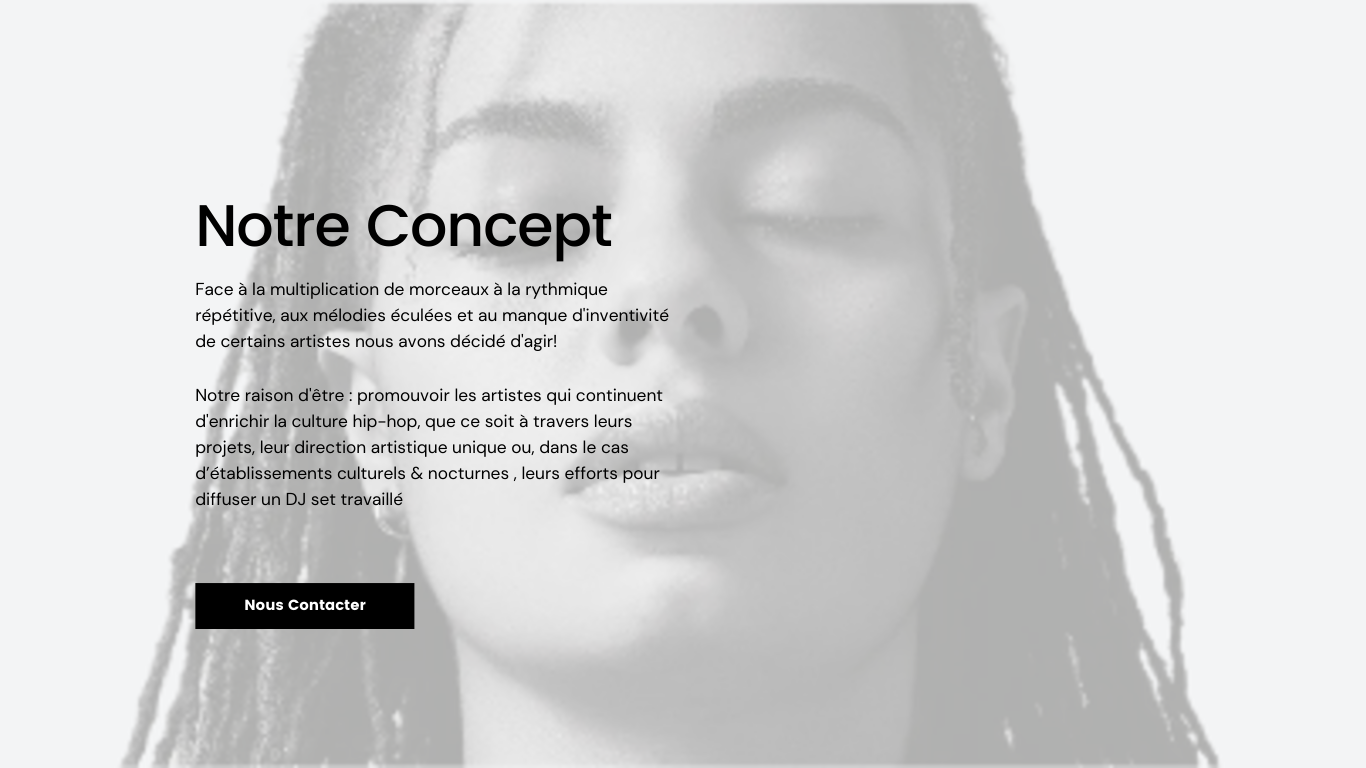 Notre Concept
Face à la multiplication de morceaux à la rythmique
répétitive, aux mélodies éculées et au manque d'inventivité
de certains artistes nous avons décidé d'agir!
Notre raison d'être : promouvoir les artistes qui continuent
d'enrichir la culture hip-hop, que ce soit à travers leurs
projets, leur direction artistique unique ou, dans le cas
d’établissements culturels & nocturnes , leurs efforts pour
diffuser un DJ set travaillé
Nous Contacter